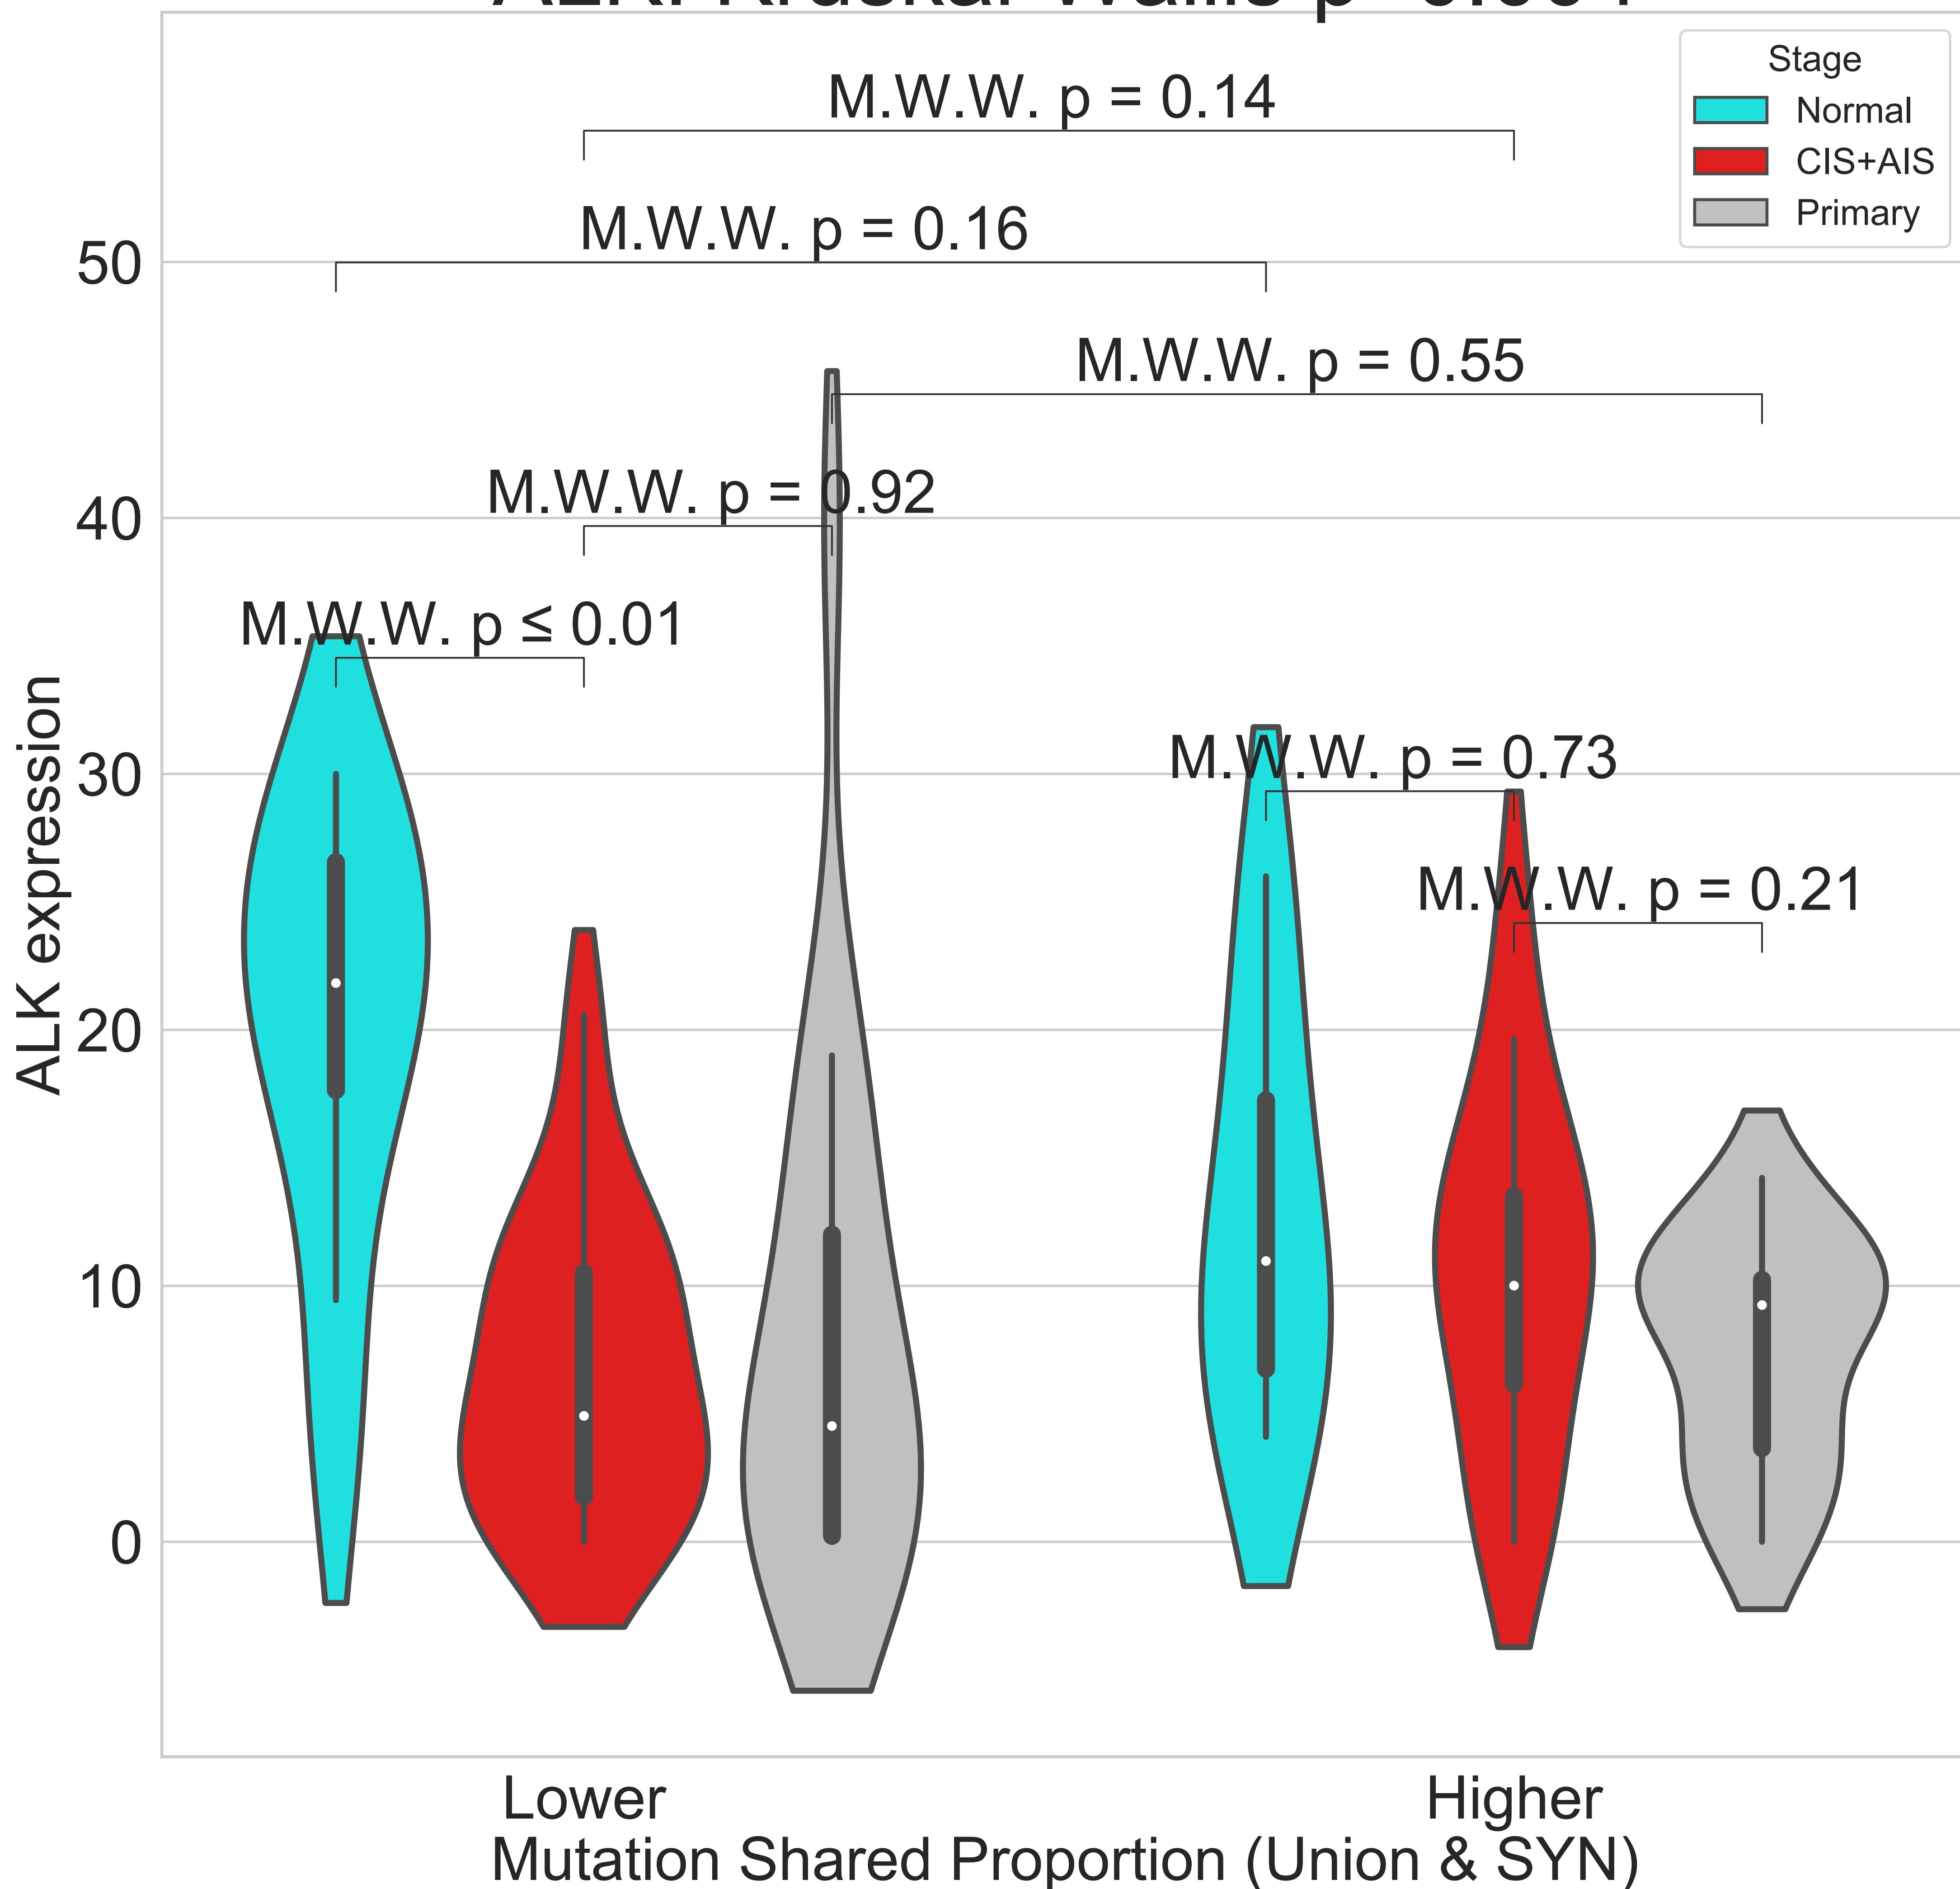 Stage
Normal
CIS+AIS
Primary
M.W.W. p = 0.14
M.W.W. p = 0.16
M.W.W. p = 0.55
M.W.W. p = 0.92
M.W.W. p ≤ 0.01
M.W.W. p = 0.73
M.W.W. p = 0.21
50
40
30
20
10
0
ALK expression
Lower
Higher
Mutation Shared Proportion (Union & SYN)